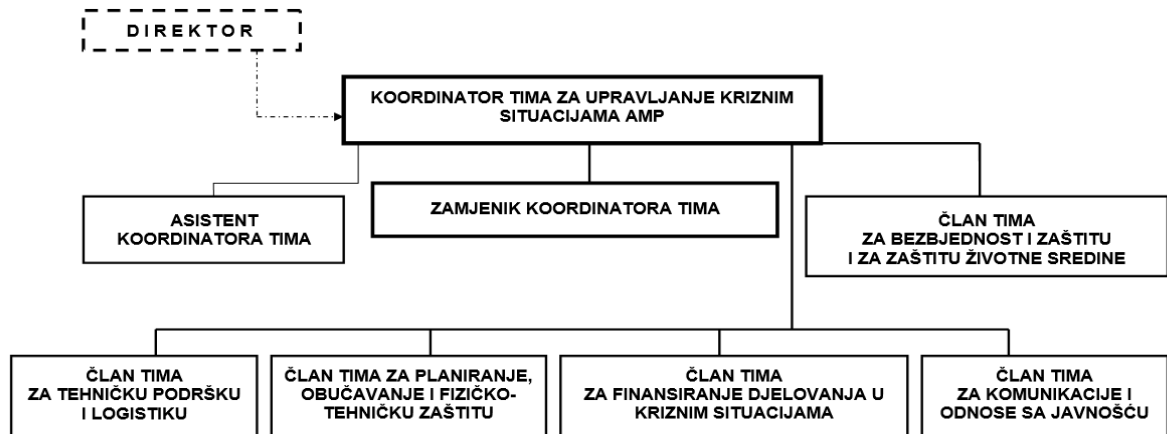 DIREKTOR
KOORDINATOR TIMA ZA UPRAVLJANJE KRIZNIM
SITUACIJAMA AMP
ASISTENT
KOORDINATORA TIMA
ZAMJENIK KOORDINATORA TIMA
ČLAN TIMA
ZA BEZBJEDNOST I ZAŠTITU
I ZA ZAŠTITU ŽIVOTNE SREDINE
ČLAN TIMA
ZA TEHNIČKU PODRŠKU
I LOGISTIKU
ČLAN TIMA ZA PLANIRANJE,
OBUČAVANJE I FIZIČKO-
TEHNIČKU ZAŠTITU
ČLAN TIMA
ZA FINANSIRANJE DJELOVANJA U
KRIZNIM SITUACIJAMA
ČLAN TIMA
ZA KOMUNIKACIJE I
ODNOSE SA JAVNOŠĆU